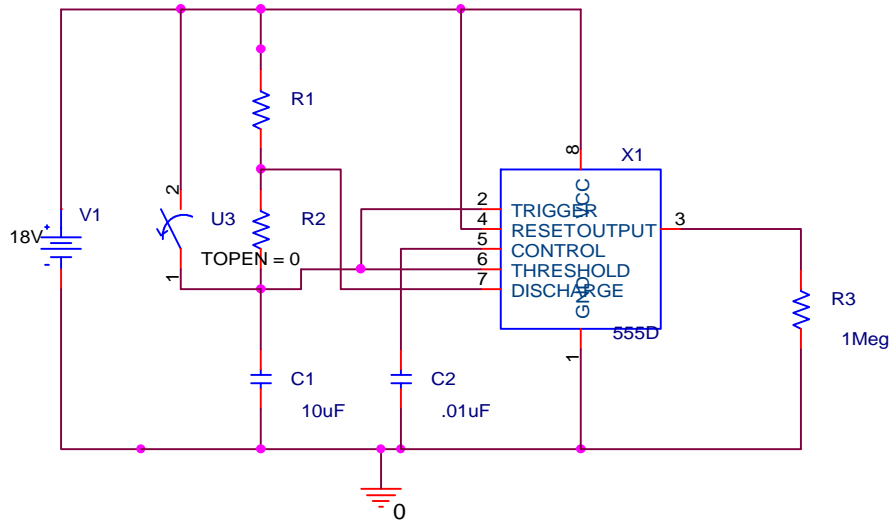 R1
8
X1
2
V1
18V
U3
R2
TOPEN = 0
1
2
TRIGGER
VCC
3
4
RESET
OUTPUT
5
CONTROL
6
THRESHOLD
7
DISCHARGE
GND
R3
1Meg
555D
1
C1
10uF
C2
.01uF
0
+
-